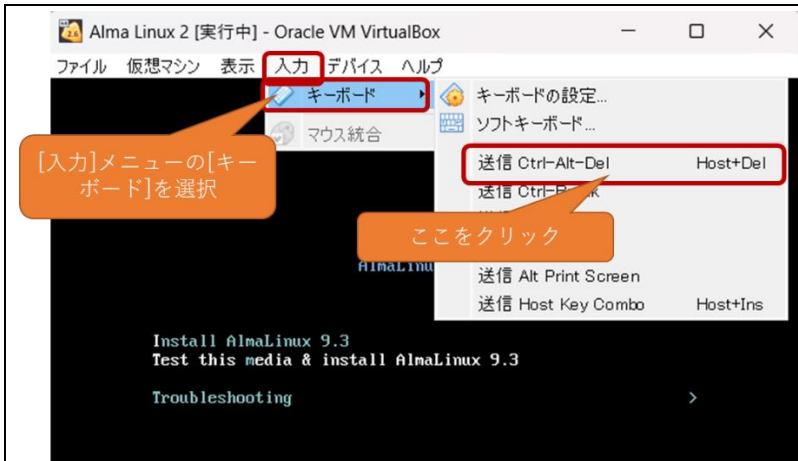 Alma Linux 2 [実行中] - Oracle VM VirtualBox
ファイル 仮想マシン 表示 入力 デバイス ヘルプ
キーボード
マウス統合
キーボードの設定...
ソフトキーボード...
送信 Ctrl-Alt-Del Host+Del
送信
送信 Alt Print Screen
送信 Host Key Combo Host+Ins
[入力]メニューの[キー
ボード]を選択
ここをクリック
Install AlmaLinux 9.3
Test this media & install AlmaLinux 9.3
Troubleshooting >